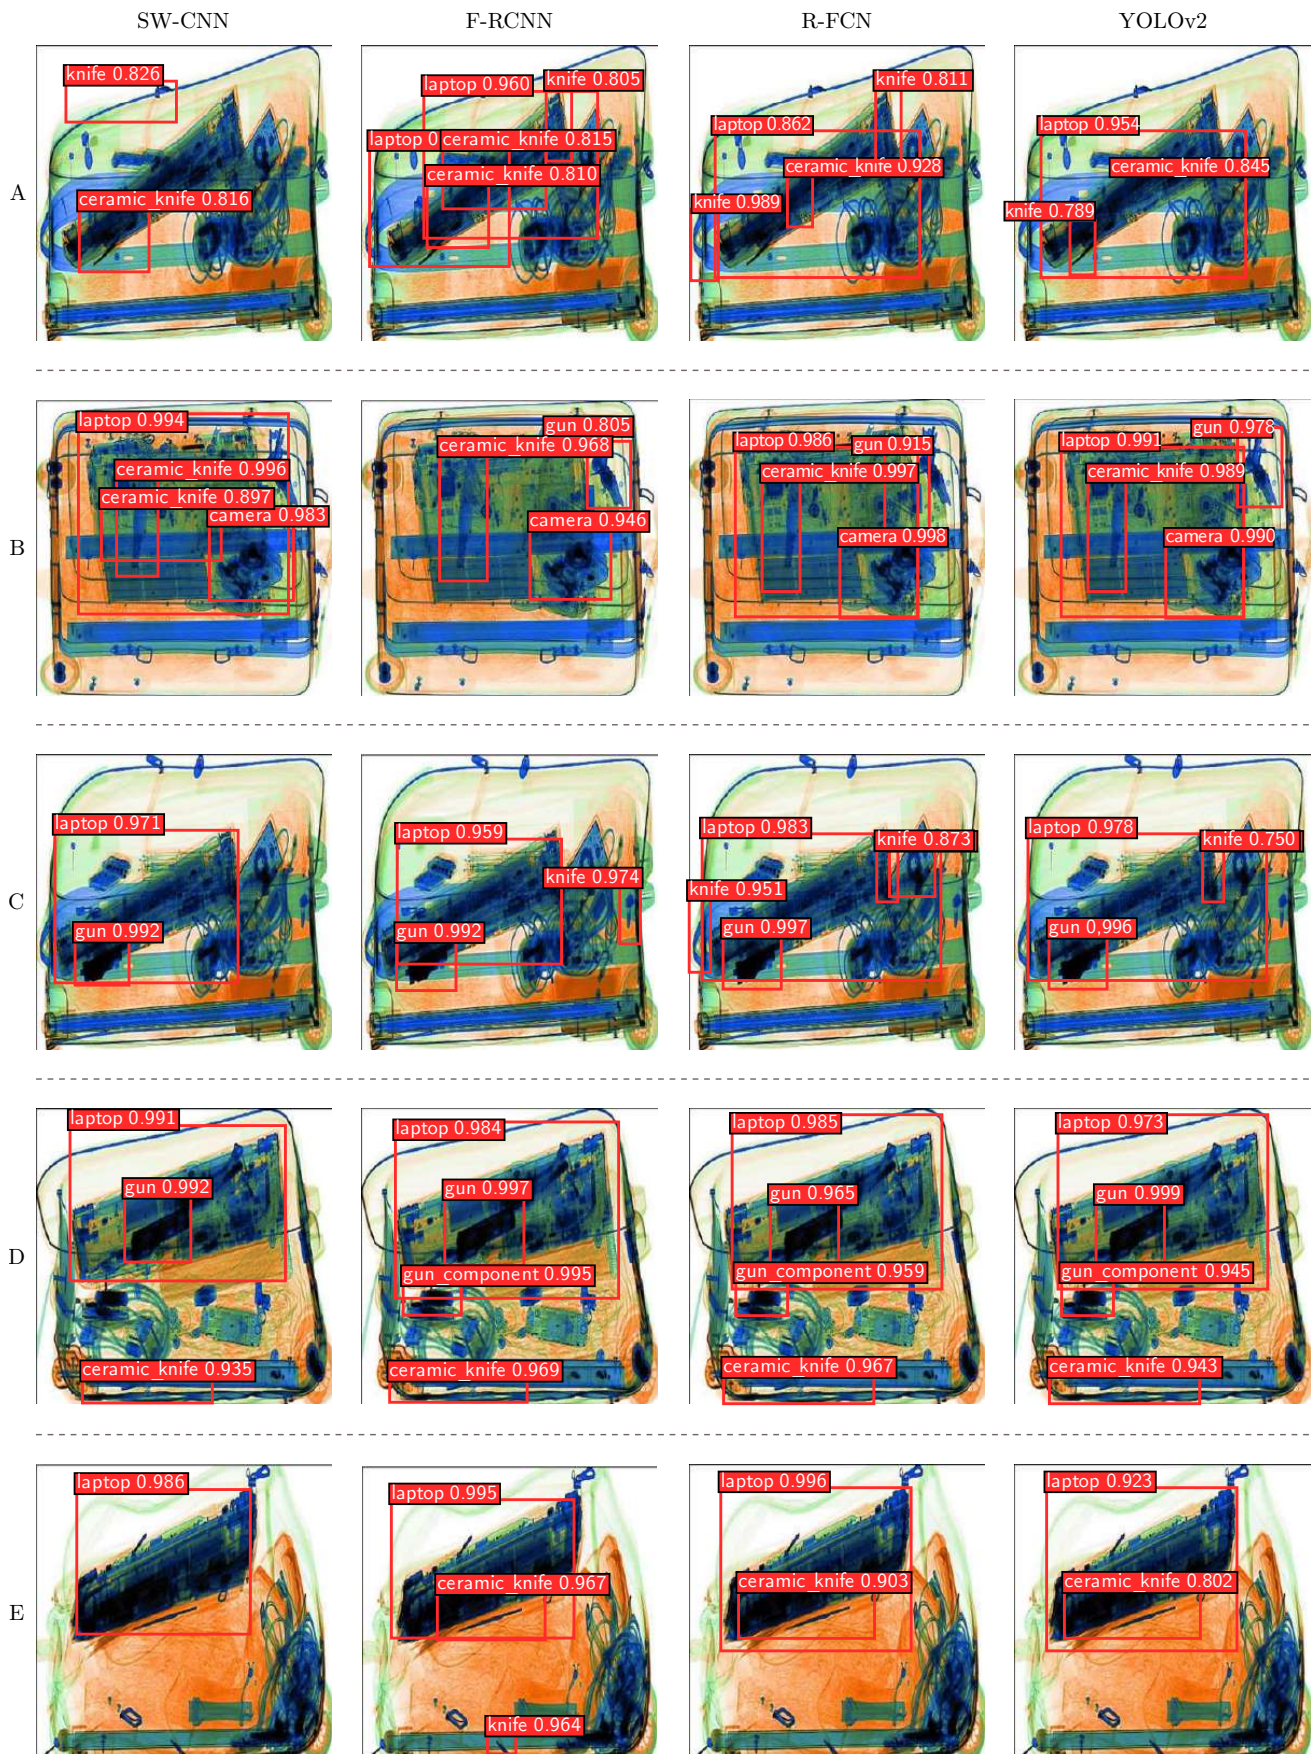 SW-CNN
F-RCNN
R-FCN
YOLOv2
A
knife 0.826
ceramic_knife 0.816
laptop 0.960
knife 0.805
laptop 0
ceramic_knife 0.815
ceramic_knife 0.810
knife 0.811
laptop 0.862
ceramic_knife 0.928
knife 0.989
laptop 0.954
ceramic_knife 0.845
knife 0.789
B
laptop 0.994
ceramic_knife 0.996
ceramic_knife 0.897
camera 0.983
gun 0.805
ceramic_knife 0.968
camera 0.946
laptop 0.986
gun 0.915
ceramic_knife 0.997
camera 0.998
gun 0.978
laptop 0.991
ceramic_knife 0.989
camera 0.990
C
laptop 0.971
gun 0.992
laptop 0.959
knife 0.974
gun 0.992
laptop 0.983
knife 0.873
knife 0.951
gun 0.997
laptop 0.978
knife 0.750
gun 0,996
D
laptop 0.991
gun 0.992
ceramic_knife 0.935
laptop 0.984
gun 0.997
gun_component 0.995
ceramic_knife 0.969
laptop 0.985
gun 0.965
gun_component 0.959
ceramic_knife 0.967
laptop 0.973
gun 0.999
gun_component 0.945
ceramic_knife 0.943
E
laptop 0.986
laptop 0.995
ceramic_knife 0.967
knife 0.964
laptop 0.996
ceramic_knife 0.903
laptop 0.923
ceramic_knife 0.802